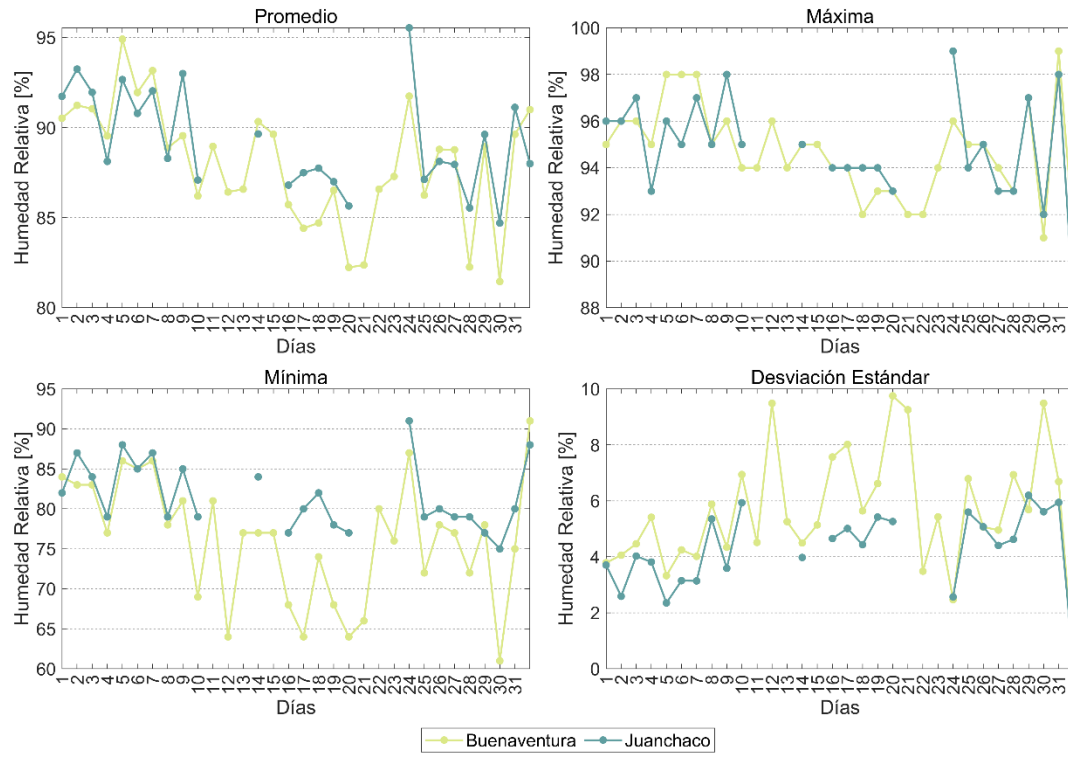 Promedio
Humedad Relativa [%]
95
90
85
80
1 2 3 4 5 6 7 8 9 10 11 12 13 14 15 16 17 18 19 20 21 22 23 24 25 26 27 28 29 30 31
Días
Máxima
Humedad Relativa [%]
100
98
96
94
92
90
88
1 2 3 4 5 6 7 8 9 10 11 12 13 14 15 16 17 18 19 20 21 22 23 24 25 26 27 28 29 30 31
Días
Mínima
Humedad Relativa [%]
95
90
85
80
75
70
65
60
1 2 3 4 5 6 7 8 9 10 11 12 13 14 15 16 17 18 19 20 21 22 23 24 25 26 27 28 29 30 31
Días
Desviación Estándar
Humedad Relativa [%]
10
8
6
4
2
0
1 2 3 4 5 6 7 8 9 10 11 12 13 14 15 16 17 18 19 20 21 22 23 24 25 26 27 28 29 30 31
Días
Buenaventura Juanchaco